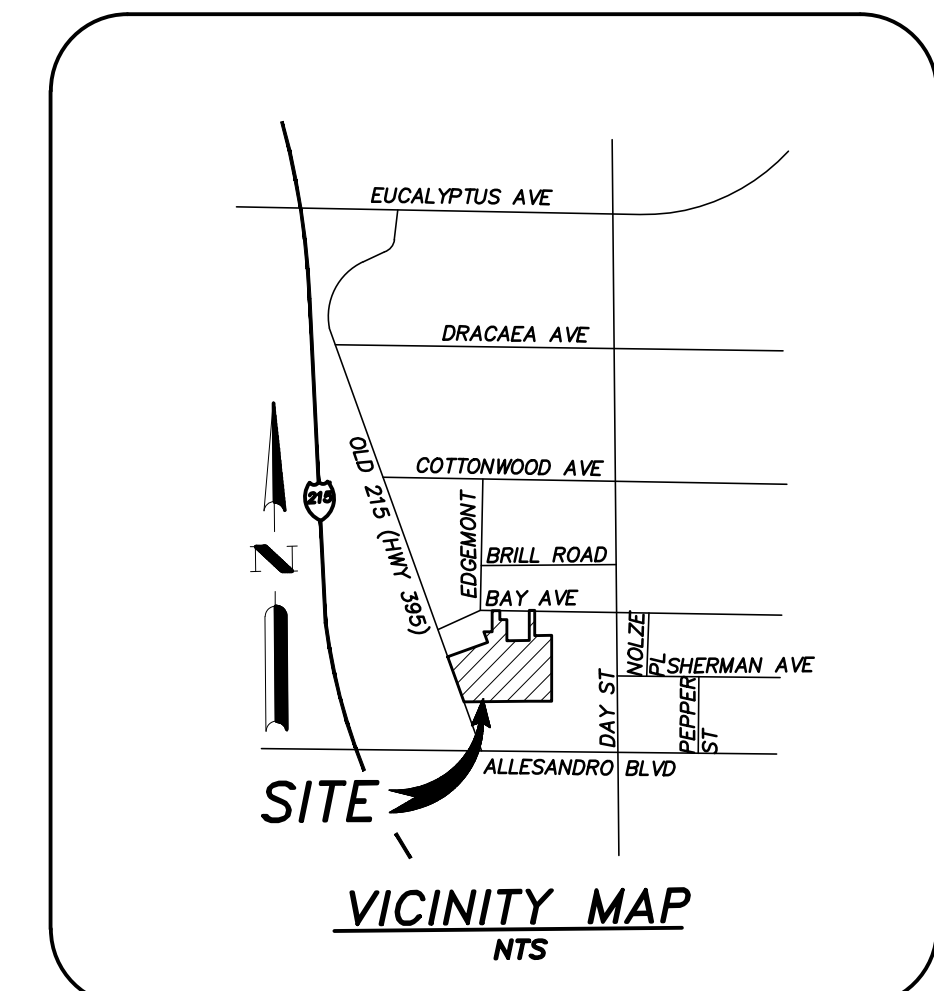 EUCALYPTUS AVE
DRACAEA AVE
COTTONWOOD AVE
OLD 215 (HWY 395)
215
EDGEMONT
BRILL ROAD
BAY AVE
N
NOLZE
PL
SHERMAN AVE
DAY ST
PEPPER
ST
ALLESANDRO BLVD
SITE
VICINITY MAP
NTS